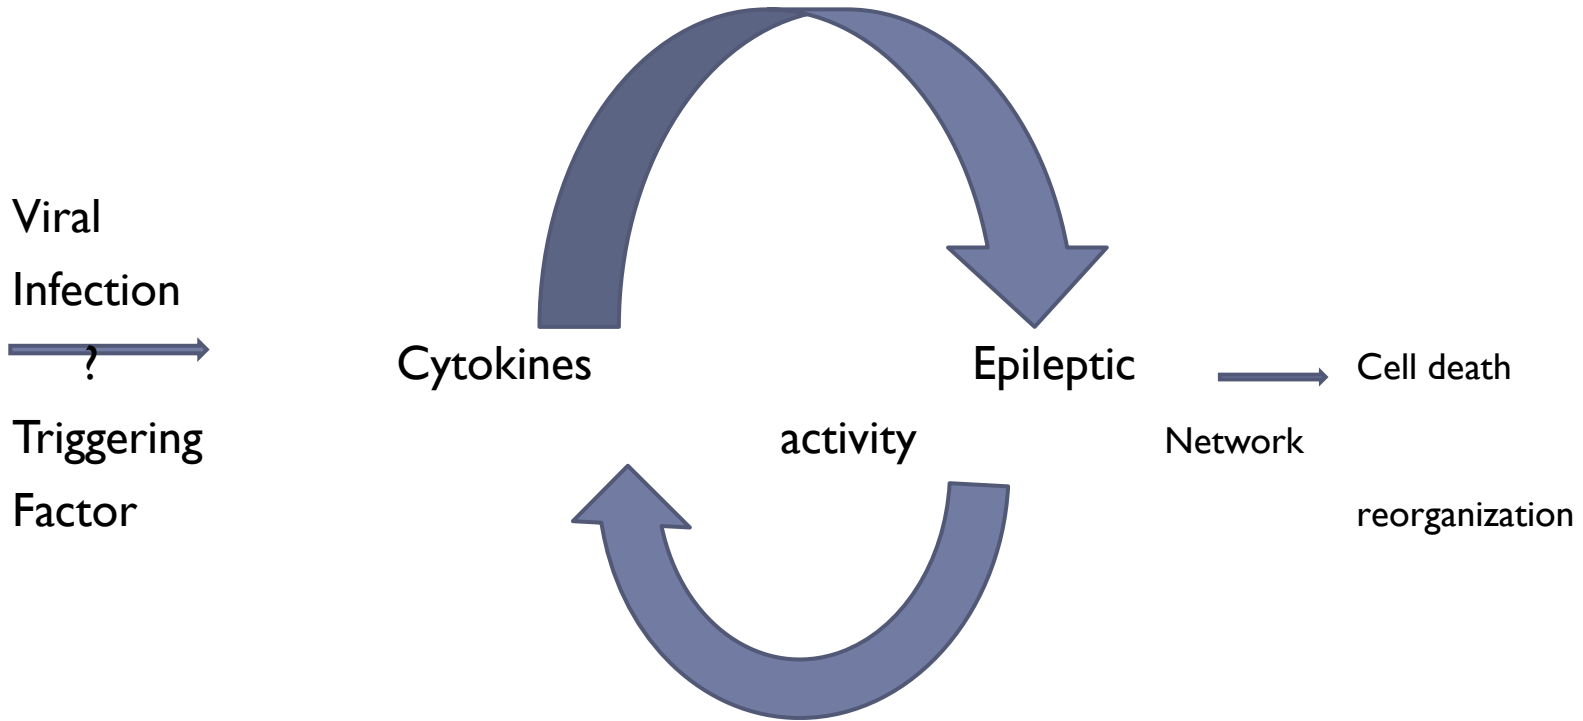 Viral
Infection
?
Cytokines Epileptic Cell death
Triggering activity Network
Factor reorganization